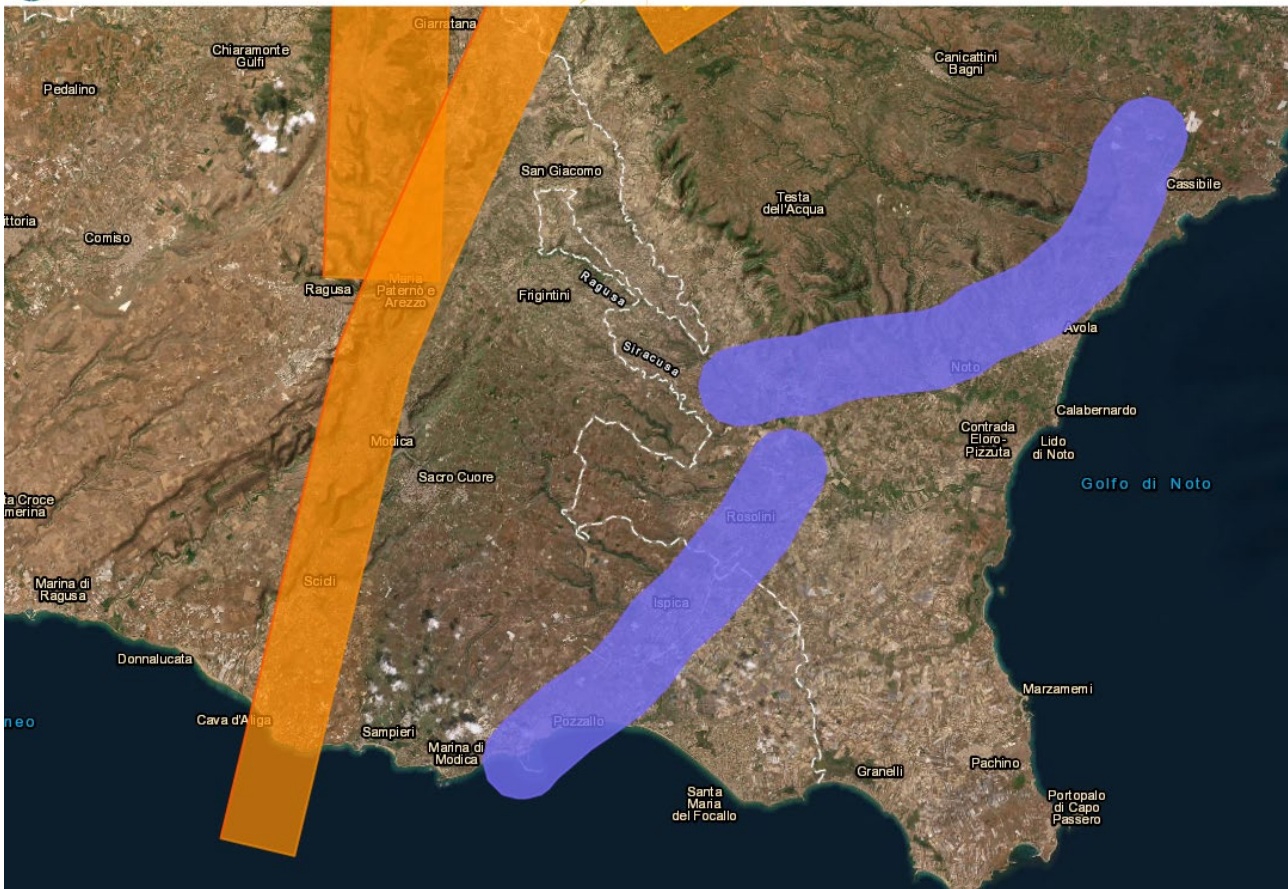 Giarratana
Chiaramonte
Gulfi
Canicattini
Bagni
Pedalino
San Giacomo
Cassibile
Testa
dell'Acqua
ittoria
Comiso
Ragusa
Maria
Paternò e
Arezzo
Frigintini
Ragusa
Siracusa
Avola
Noto
Calabernardo
Contrada
Eloro-
Pizzuta
Lido
di Noto
Modica
Sacro Cuore
Golfo di Noto
ta Croce
merina
Rosolini
Marina di
Ragusa
Scicli
Ispica
Donnalucata
Marzamemi
neo
Cava d'Aliga
Sampieri
Pozzallo
Marina di
Modica
Granelli
Pachino
Santa
Maria
del Focallo
Portopalo
di Capo
Passero